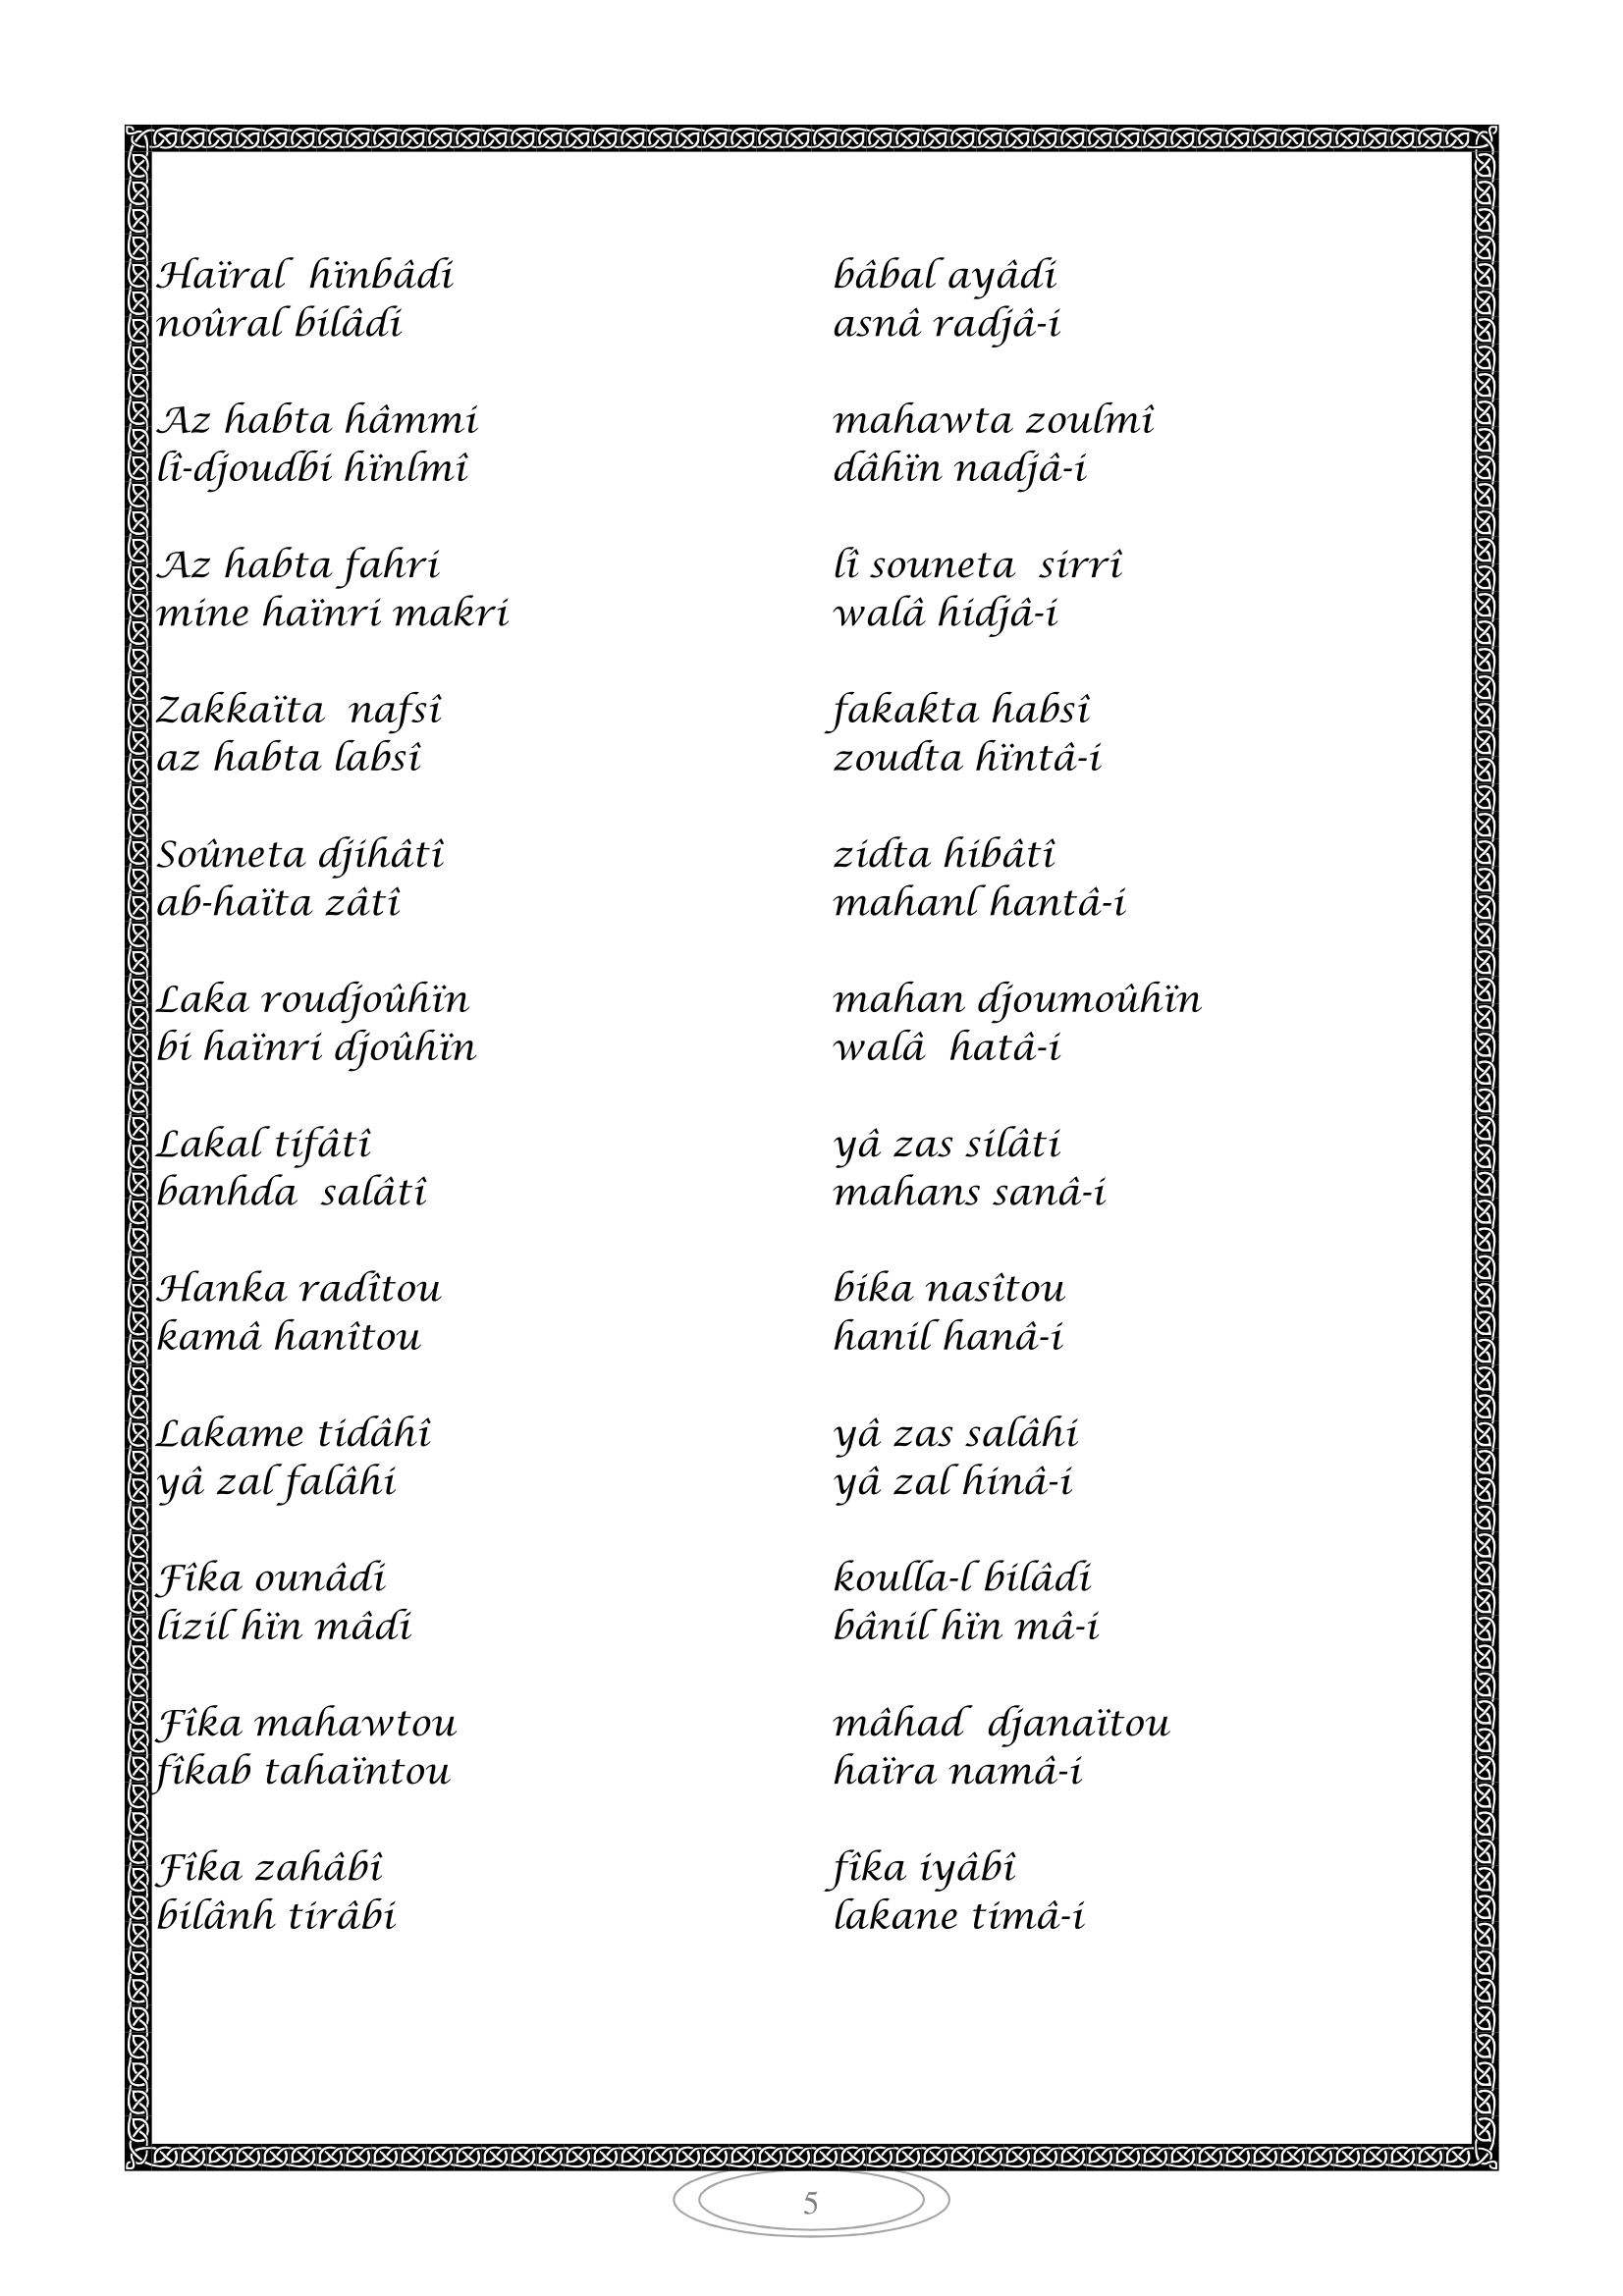 Haïral  hïnbâdi	bâbal ayâdi
noûral bilâdi	asnâ radjâ-i
Az habta hâmmi	mahawta zoulmî
lî-djoudbi hïnlmî	dâhïn nadjâ-i
Az habta fahri	lî souneta  sirrî
mine haïnri makri	walâ hidjâ-i
Zakkaïta  nafsî	fakakta habsî
az habta labsî	zoudta hïntâ-i
Soûneta djihâtî	zidta hibâtî
ab-haïta zâtî	mahanl hantâ-i
Laka roudjoûhïn	mahan djoumoûhïn
bi haïnri djoûhïn	walâ  hatâ-i
Lakal tifâtî	yâ zas silâti
banhda  salâtî	mahans sanâ-i
Hanka radîtou	bika nasîtou
kamâ hanîtou	hanil hanâ-i
Lakame tidâhî	yâ zas salâhi
yâ zal falâhi	yâ zal hinâ-i
Fîka ounâdi	koulla-l bilâdi
lizil hïn mâdi	bânil hïn mâ-i
Fîka mahawtou	mâhad  djanaïtou
fîkab tahaïntou	haïra namâ-i
Fîka zahâbî	fîka iyâbî
bilânh tirâbi	lakane timâ-i
5